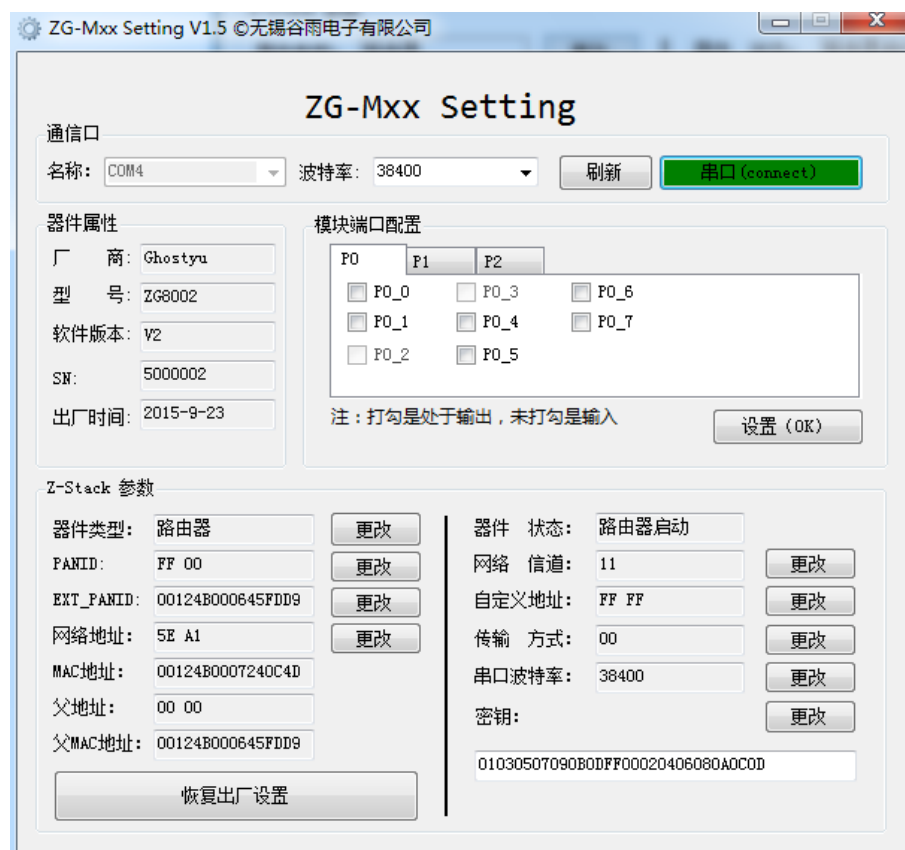 ZG-Mxx Setting V1.5 ©无锡谷雨电子有限公司
ZG-Mxx Setting
通信口
名称: COM4 波特率: 38400 刷新 串口(connect)
器件属性
厂 商: Ghostyu
型 号: ZG8002
软件版本: V2
SN: 5000002
出厂时间: 2015-9-23
模块端口配置
P0 P1 P2
P0_0 P0_3 P0_6
P0_1 P0_4 P0_7
P0_2 P0_5
注：打勾是处于输出，未打勾是输入
设置 (OK)
Z-Stack 参数
器件类型: 路由器 更改
PANID: FF 00 更改
EXT_PANID: 00124B000645FDD9 更改
网络地址: 5E A1 更改
MAC地址: 00124B0007240C4D
父地址: 00 00
父MAC地址: 00124B000645FDD9
恢复出厂设置
器件 状态: 路由器启动
网络 信道: 11 更改
自定义地址: FF FF 更改
传输 方式: 00 更改
串口波特率: 38400 更改
密钥: 更改
01030507090B0DFF00020406080A0C0D